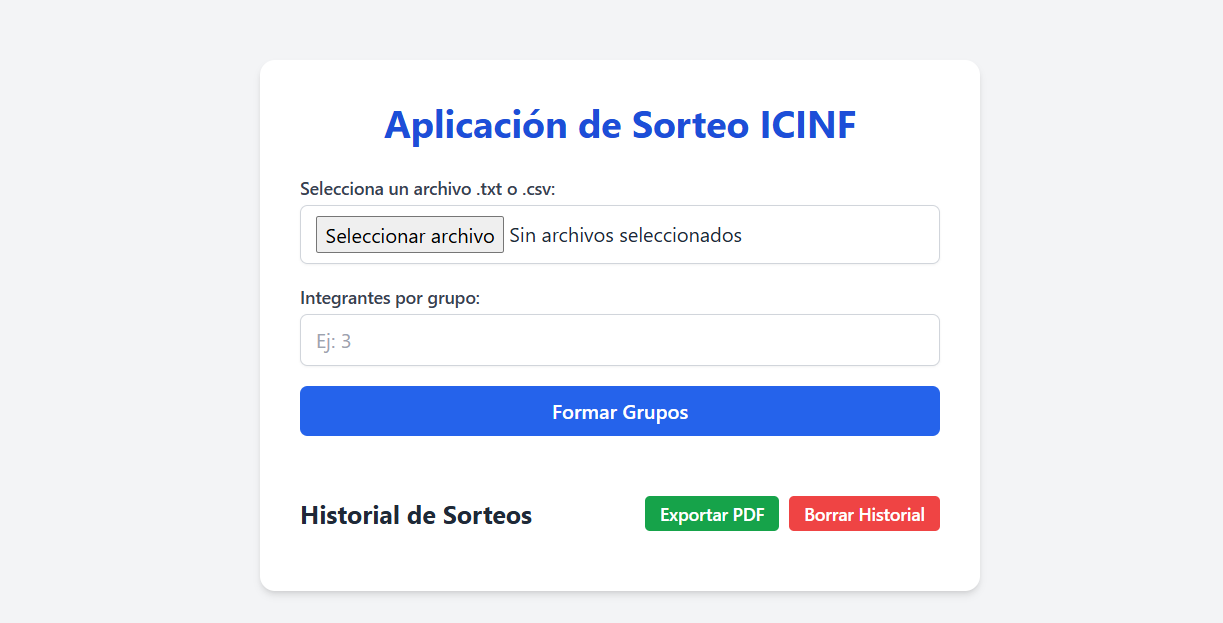 Aplicación de Sorteo ICINF
Selecciona un archivo .txt o .csv:
Seleccionar archivo Sin archivos seleccionados
Integrantes por grupo:
Ej: 3
Formar Grupos
Historial de Sorteos Exportar PDF Borrar Historial